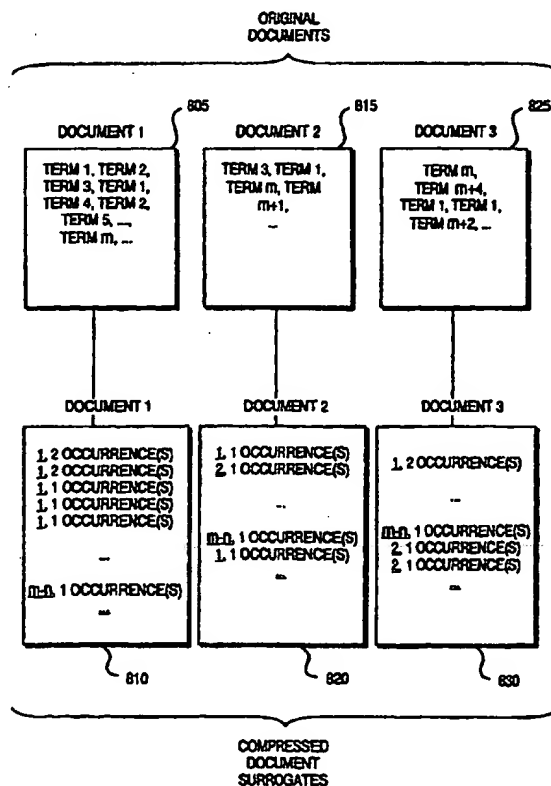 ORIGINAL
DOCUMENTS
805
815
825
DOCUMENT 1
DOCUMENT 2
DOCUMENT 3
TERM 1, TERM 2,
TERM 3, TERM 1,
TERM 4, TERM 2,
TERM 5, ...,
TERM m, ...
TERM 3, TERM 1,
TERM m, TERM
m+1,
...
TERM m,
TERM m+4,
TERM 1, TERM 1,
TERM m+2, ...
DOCUMENT 1
DOCUMENT 2
DOCUMENT 3
1, 2 OCCURRENCE(S)
1, 2 OCCURRENCE(S)
1, 1 OCCURRENCE(S)
1, 1 OCCURRENCE(S)
1, 1 OCCURRENCE(S)
...
m-n, 1 OCCURRENCE(S)
...
1, 1 OCCURRENCE(S)
2, 1 OCCURRENCE(S)
...
m-n, 1 OCCURRENCE(S)
1, 1 OCCURRENCE(S)
...
1, 2 OCCURRENCE(S)
...
m-n, 1 OCCURRENCE(S)
2, 1 OCCURRENCE(S)
2, 1 OCCURRENCE(S)
...
810
820
830
COMPRESSED
DOCUMENT
SURROGATES